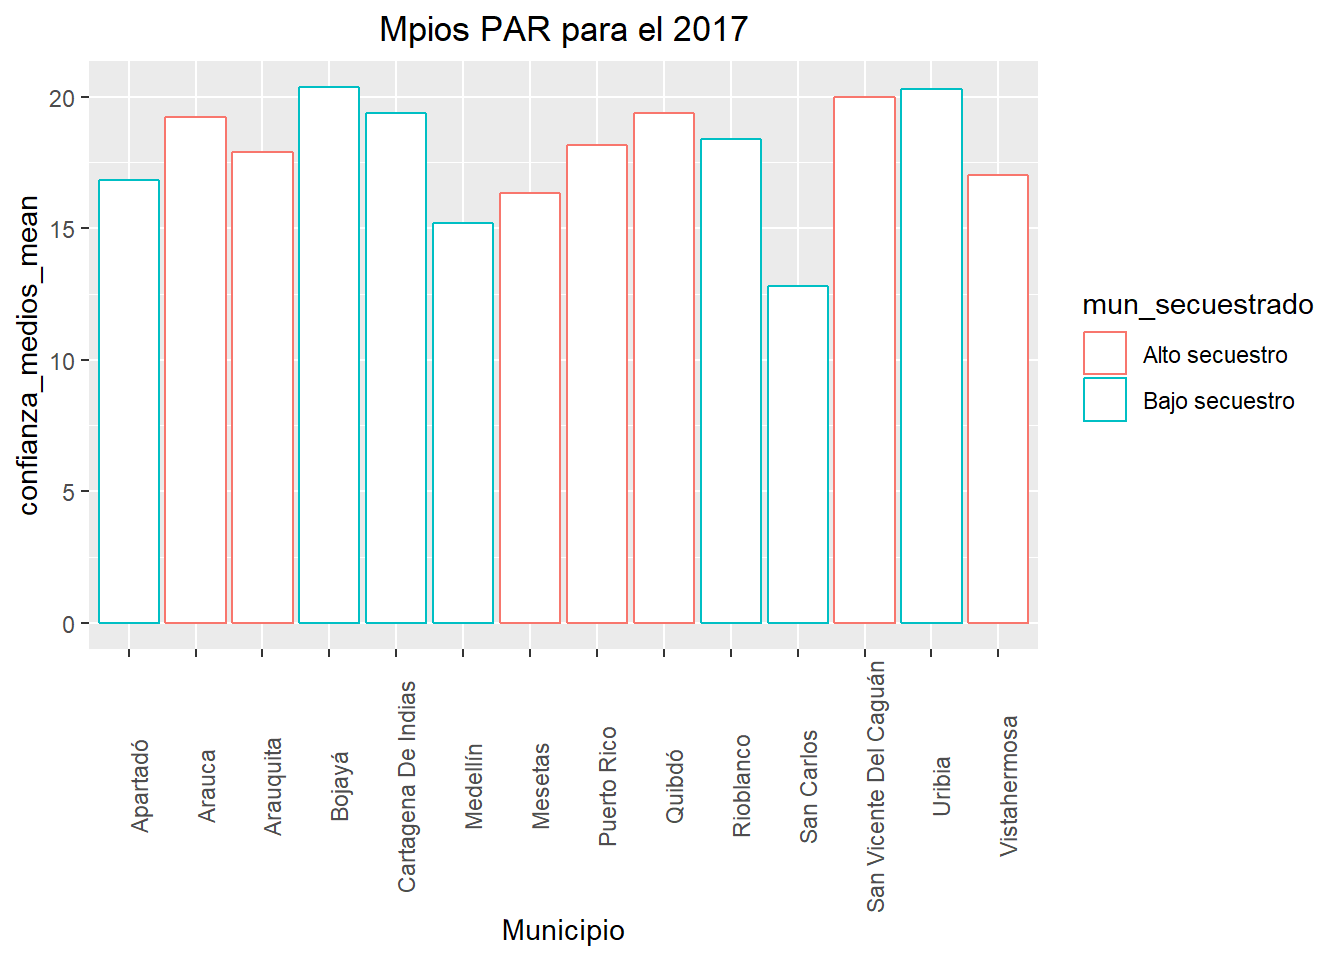 Mpios PAR para el 2017
confianza_medios_mean
20
15
10
5
0
Apartadó
Arauca
Arauquita
Bojayá
Cartagena De Indias
Medellín
Mesetas
Puerto Rico
Quibdó
Rioblanco
San Carlos
San Vicente Del Caguán
Uribia
Vistahermosa
Municipio
mun_secuestrado
Alto secuestro
Bajo secuestro